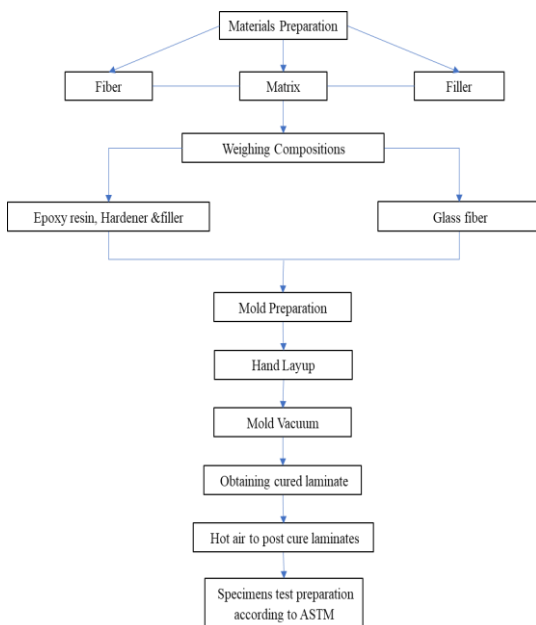 Materials Preparation
Fiber
Matrix
Filler
Weighing Compositions
Epoxy resin, Hardener &filler
Glass fiber
Mold Preparation
Hand Layup
Mold Vacuum
Obtaining cured laminate
Hot air to post cure laminates
Specimens test preparation
according to ASTM